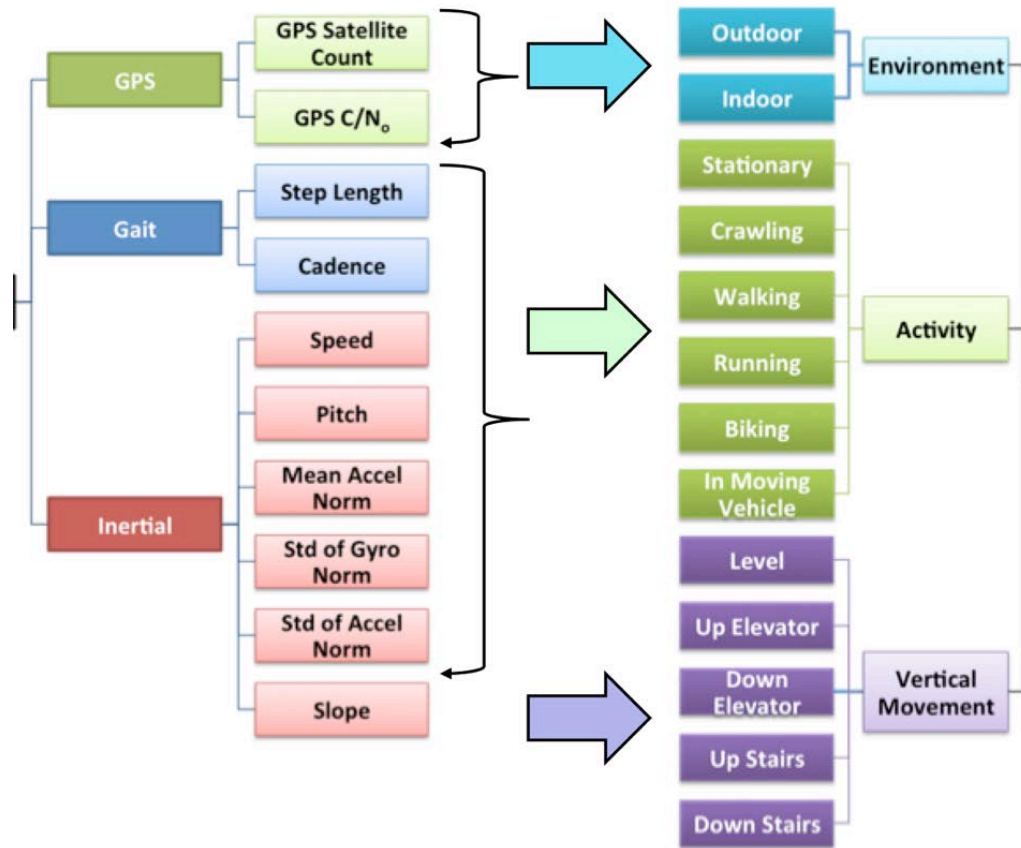 GPS
GPS Satellite
Count
GPS C/No
Gait
Step Length
Cadence
Inertial
Speed
Pitch
Mean Accel
Norm
Std of Gyro
Norm
Std of Accel
Norm
Slope
Outdoor
Indoor
Environment
Stationary
Crawling
Walking
Running
Biking
In Moving
Vehicle
Activity
Level
Up Elevator
Down
Elevator
Up Stairs
Down Stairs
Vertical
Movement